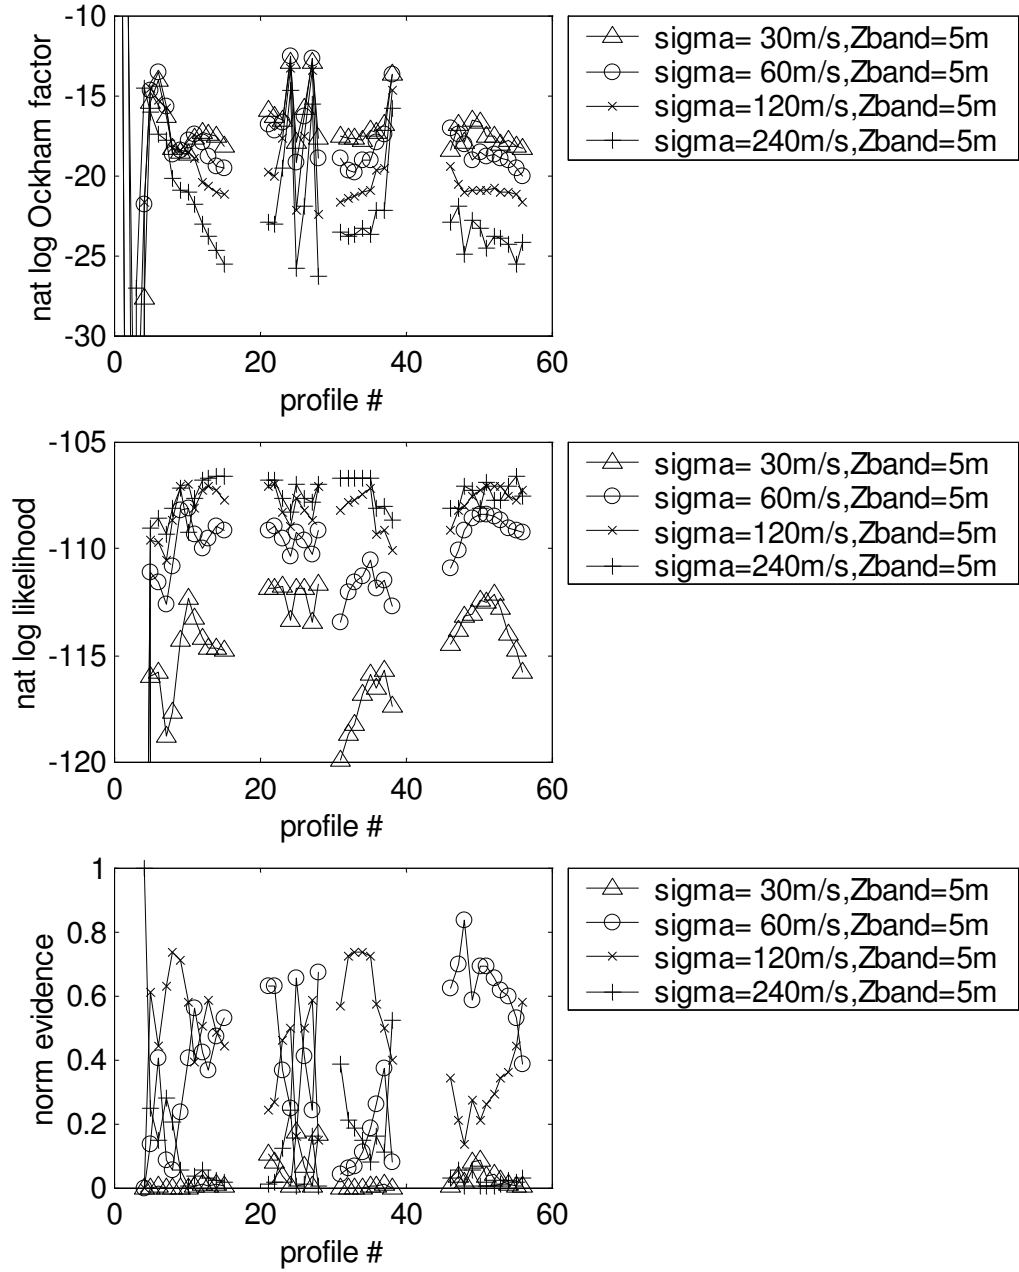 -10
-15
-20
-25
-30
nat log Ockham factor
0 20 40 60
profile #
sigma= 30m/s,Zband=5m
sigma= 60m/s,Zband=5m
sigma=120m/s,Zband=5m
sigma=240m/s,Zband=5m
-105
-110
-115
-120
nat log likelihood
0 20 40 60
profile #
sigma= 30m/s,Zband=5m
sigma= 60m/s,Zband=5m
sigma=120m/s,Zband=5m
sigma=240m/s,Zband=5m
1
0.8
0.6
0.4
0.2
0
norm evidence
0 20 40 60
profile #
sigma= 30m/s,Zband=5m
sigma= 60m/s,Zband=5m
sigma=120m/s,Zband=5m
sigma=240m/s,Zband=5m